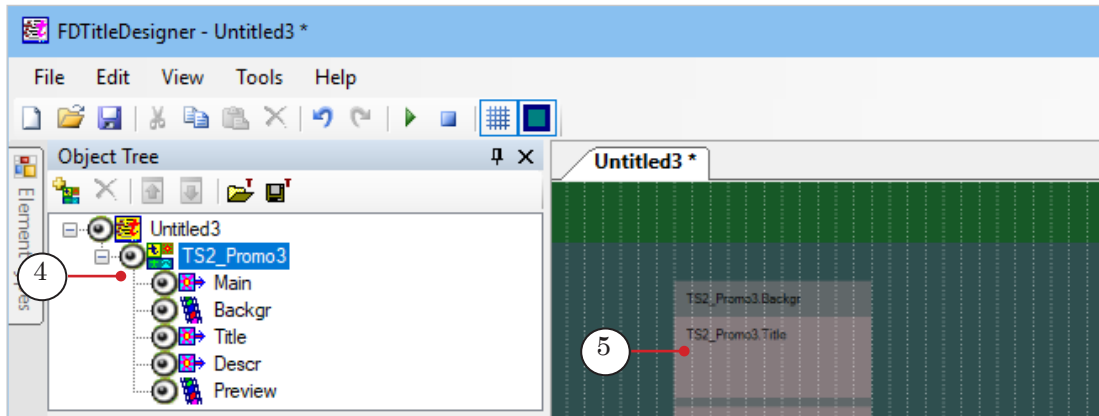 FDTitleDesigner - Untitled3 *
File Edit View Tools Help
Object Tree
Untitled3 *
Untitled3
TS2_Promo3
4
Main
Backgr
Title
Descr
Preview
TS2_Promo3.Backgr
TS2_Promo3.Title
5